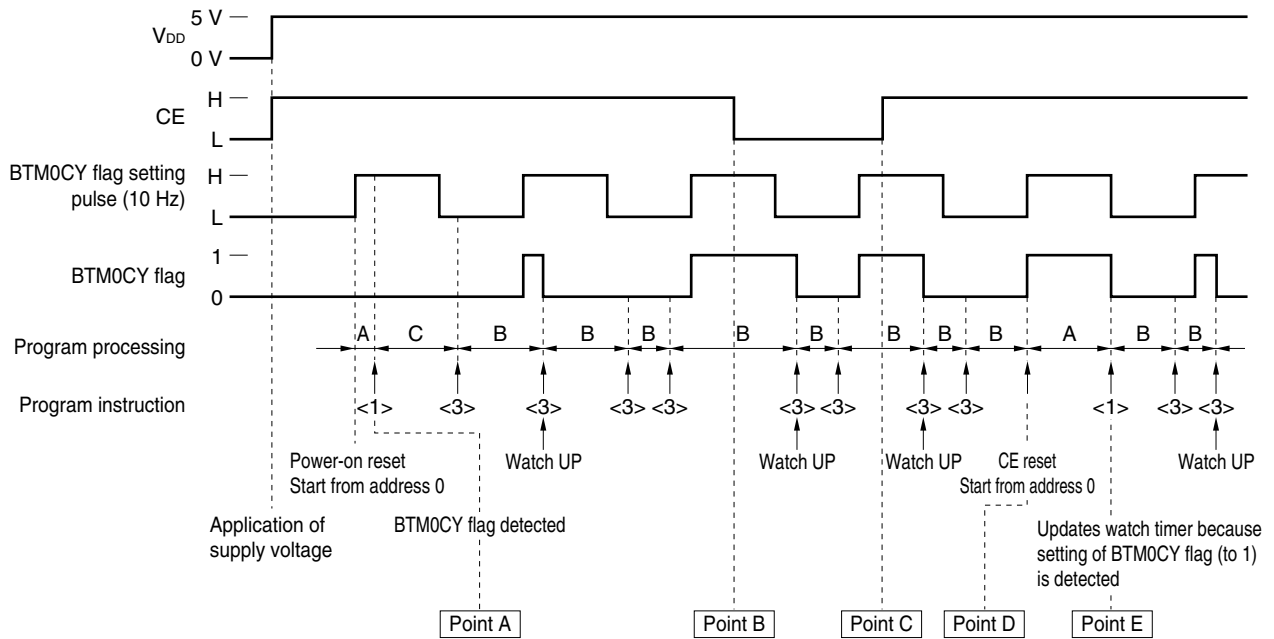 5 V
VDD
0 V
H
CE
L
BTM0CY flag setting
pulse (10 Hz)
H
L
1
BTM0CY flag
0
Program processing
A C B B B B B B B B A B B
Program instruction
<1> <3> <3> <3> <3> <3> <3> <3> <3> <1> <3> <3>
Power-on reset
Start from address 0
Watch UP
Watch UP
Watch UP
CE reset
Start from address 0
Watch UP
Application of
supply voltage
BTM0CY flag detected
Updates watch timer because
setting of BTM0CY flag (to 1)
is detected
Point A
Point B
Point C
Point D
Point E